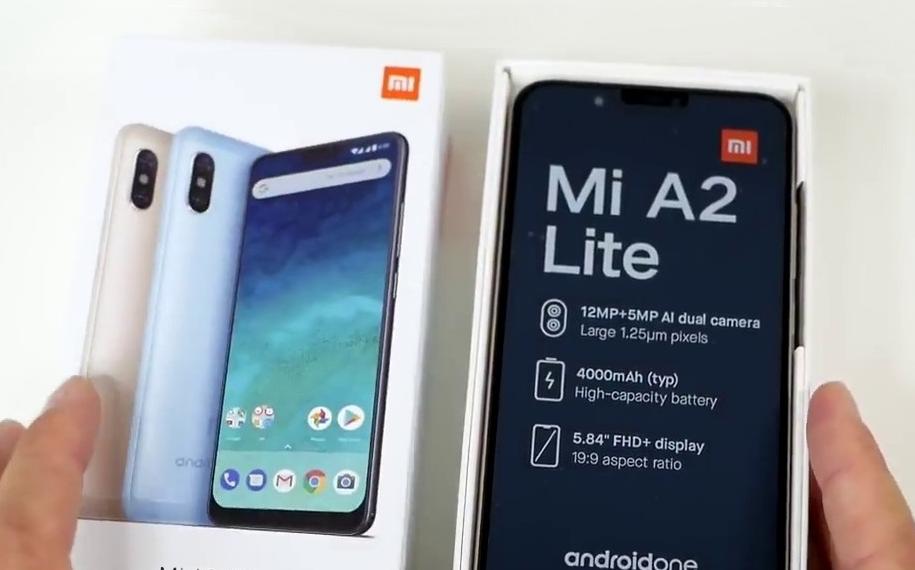 mi
mi
Mi A2
Lite
12MP+5MP AI dual camera
Large 1.25μm pixels
4000mAh (typ)
High-capacity battery
5.84" FHD+ display
19:9 aspect ratio
androidone